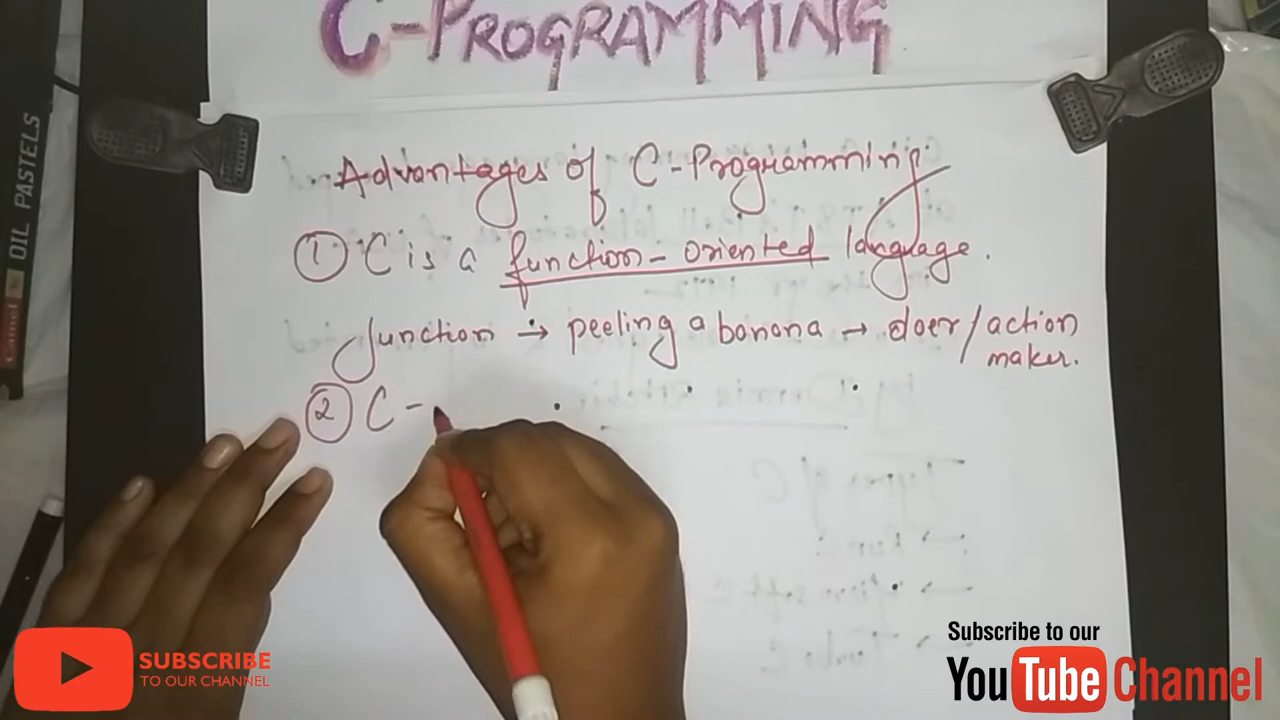 C-PROGRAMMING
Advantages of C-Programming
① C is a function-oriented language.
function → peeling a banana → doer/action
maker.
② C -
OIL PASTELS
Camel
SUBSCRIBE
TO OUR CHANNEL
Subscribe to our
YouTube Channel